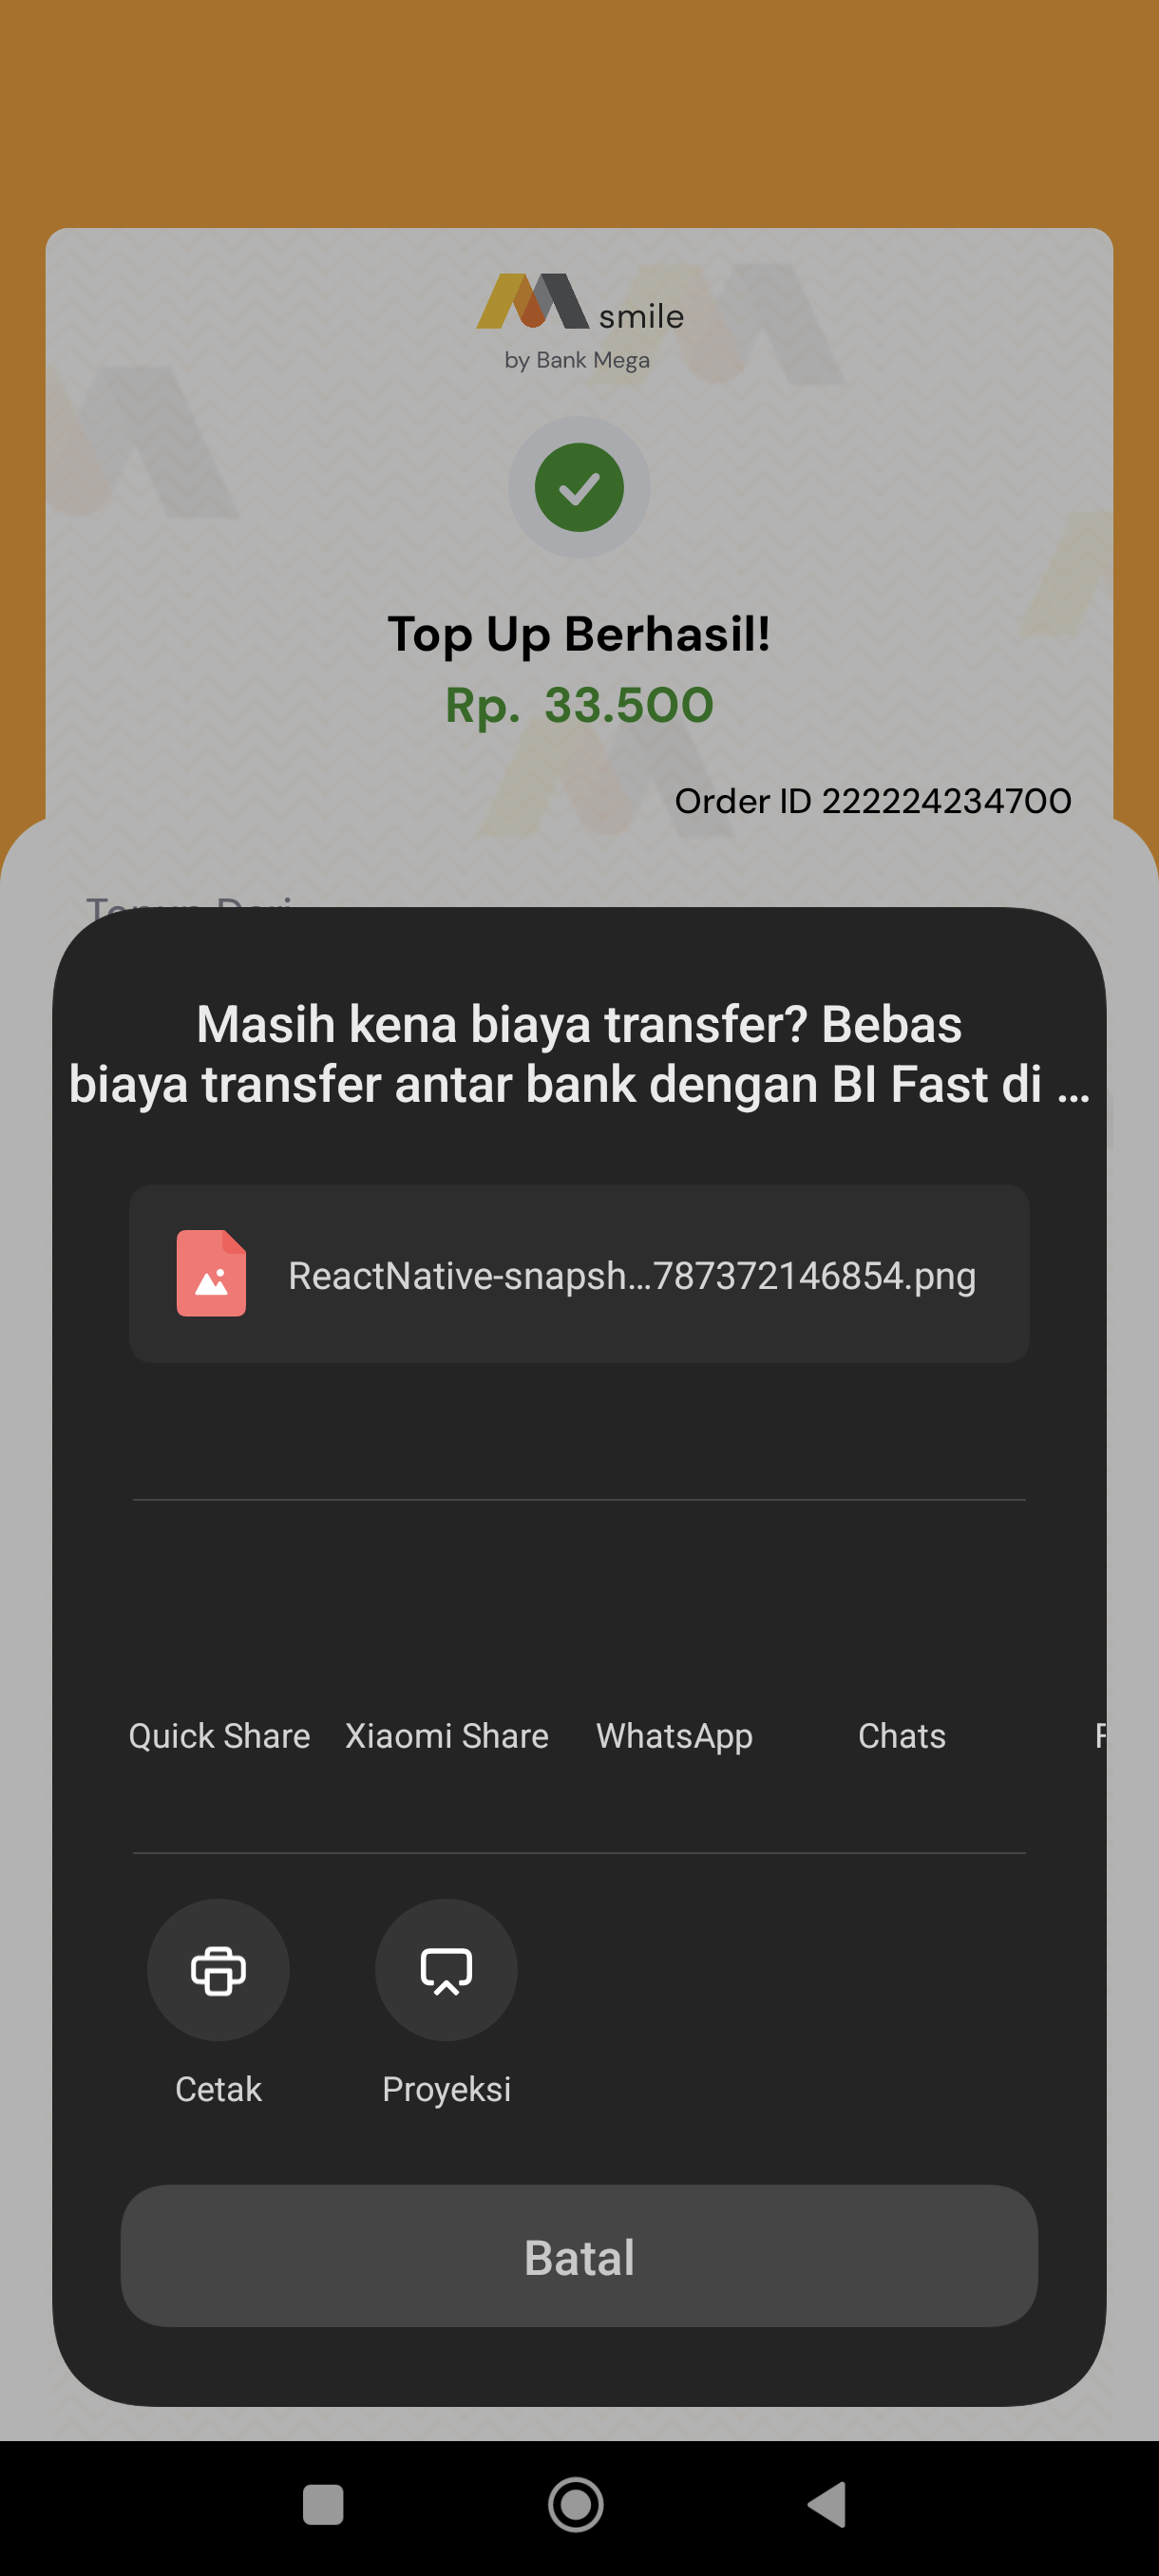 smile
by Bank Mega
Top Up Berhasil!
Rp. 33.500
Order ID 222224234700
Masih kena biaya transfer? Bebas
biaya transfer antar bank dengan BI Fast di ...
ReactNative-snapsh...787372146854.png
Quick Share
Xiaomi Share
WhatsApp
Chats
Cetak
Proyeksi
Batal